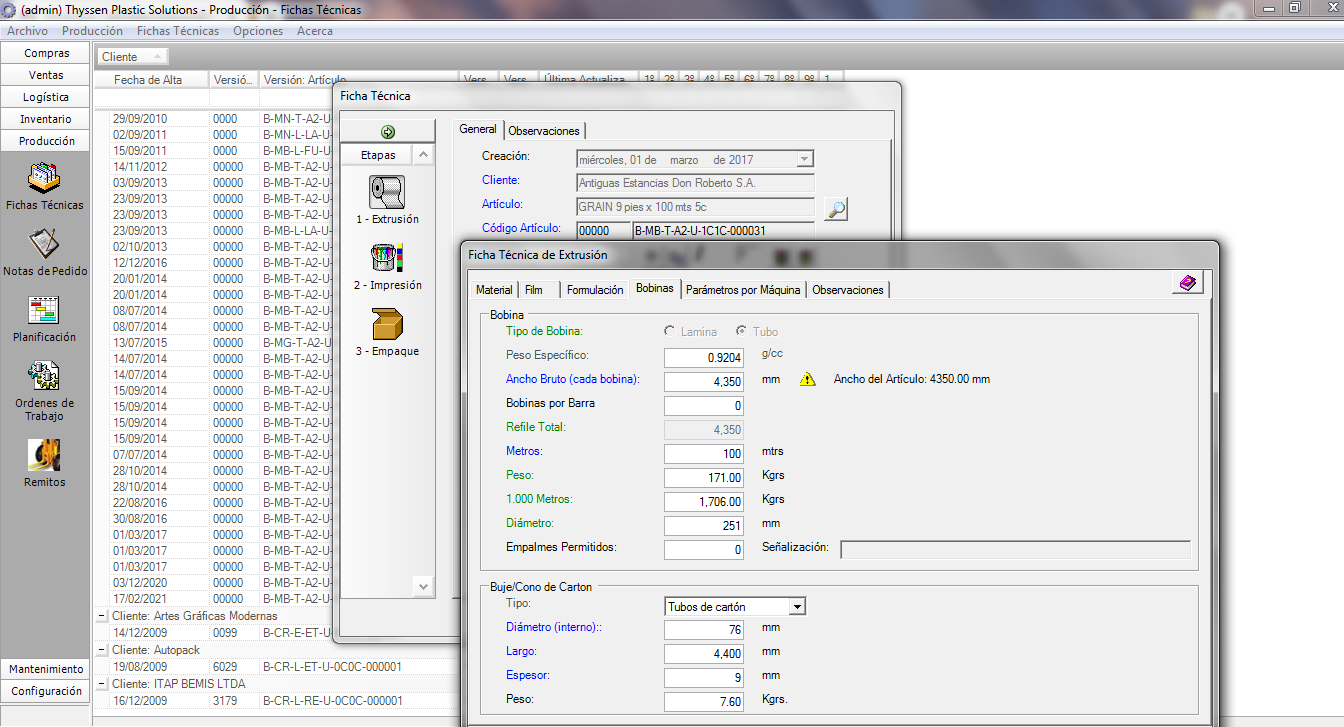 (admin) Thyssen Plastic Solutions - Producción - Fichas Técnicas
Archivo Producción Fichas Técnicas Opciones Acerca
Compras
Ventas
Logística
Inventario
Producción
Fichas Técnicas
Notas de Pedido
Planificación
Ordenes de
Trabajo
Remitos
Mantenimiento
Configuración
Cliente
Fecha de Alta Versió... Versión: Artículo Vers Vers Última Actualiza 1º 2º 3º 4º 5º 6º 7º 8º 9º 1
29/09/2010 0000 B-MN-T-A2-U-
02/09/2011 0000 B-MN-L-LA-U-
15/09/2011 0000 B-MB-L-FU-U-
14/11/2012 00000 B-MB-T-A2-U-
03/09/2013 00000 B-MB-T-A2-U-
23/09/2013 00000 B-MB-T-A2-U-
23/09/2013 00000 B-MB-T-A2-U-
23/09/2013 00000 B-MB-L-LA-U-
02/10/2013 00000 B-MB-T-A2-U-
12/12/2016 00000 B-MB-T-A2-U-
20/01/2014 00000 B-MB-T-A2-U-
20/01/2014 00000 B-MB-T-A2-U-
08/07/2014 00000 B-MB-T-A2-U-
08/07/2014 00000 B-MB-T-A2-U-
13/07/2015 00000 B-MG-T-A2-U-
14/07/2014 00000 B-MB-T-A2-U-
14/07/2014 00000 B-MB-T-A2-U-
15/09/2014 00000 B-MB-T-A2-U-
15/09/2014 00000 B-MB-T-A2-U-
15/09/2014 00000 B-MB-T-A2-U-
15/09/2014 00000 B-MB-T-A2-U-
07/07/2014 00000 B-MB-T-A2-U-
28/10/2014 00000 B-MB-T-A2-U-
28/10/2014 00000 B-MB-T-A2-U-
22/08/2016 00000 B-MB-T-A2-U-
30/08/2016 00000 B-MB-T-A2-U-
01/03/2017 00000 B-MB-T-A2-U-
01/03/2017 00000 B-MB-T-A2-U-
01/03/2017 00000 B-MB-T-A2-U-
03/12/2020 00000 B-MB-T-A2-U-
17/02/2021 00000 B-MB-T-A2-U-
Cliente: Artes Gráficas Modernas
14/12/2009 0099 B-CR-E-ET-U-
Cliente: Autopack
19/08/2009 6029 B-CR-L-ET-U-0C0C-000001
Cliente: ITAP BEMIS LTDA
16/12/2009 3179 B-CR-L-RE-U-0C0C-000001
Ficha Técnica
Etapas
1 - Extrusión
2 - Impresión
3 - Empaque
General Observaciones
Creación: miércoles, 01 de marzo de 2017
Cliente: Antiguas Estancias Don Roberto S.A.
Artículo: GRAIN 9 pies x 100 mts 5c
Código Artículo: 00000 B-MB-T-A2-U-1C1C-000031
Ficha Técnica de Extrusión
Material Film Formulación Bobinas Parámetros por Máquina Observaciones
Bobina
Tipo de Bobina: Lamina Tubo
Peso Específico: 0.9204 g/cc
Ancho Bruto (cada bobina): 4,350 mm Ancho del Artículo: 4350.00 mm
Bobinas por Barra 0
Refile Total: 4,350
Metros: 100 mtrs
Peso: 171.00 Kgrs
1.000 Metros: 1,706.00 Kgrs
Diámetro: 251 mm
Empalmes Permitidos: 0 Señalización:
Buje/Cono de Carton
Tipo: Tubos de cartón
Diámetro (interno):: 76 mm
Largo: 4,400 mm
Espesor: 9 mm
Peso: 7.60 Kgrs.